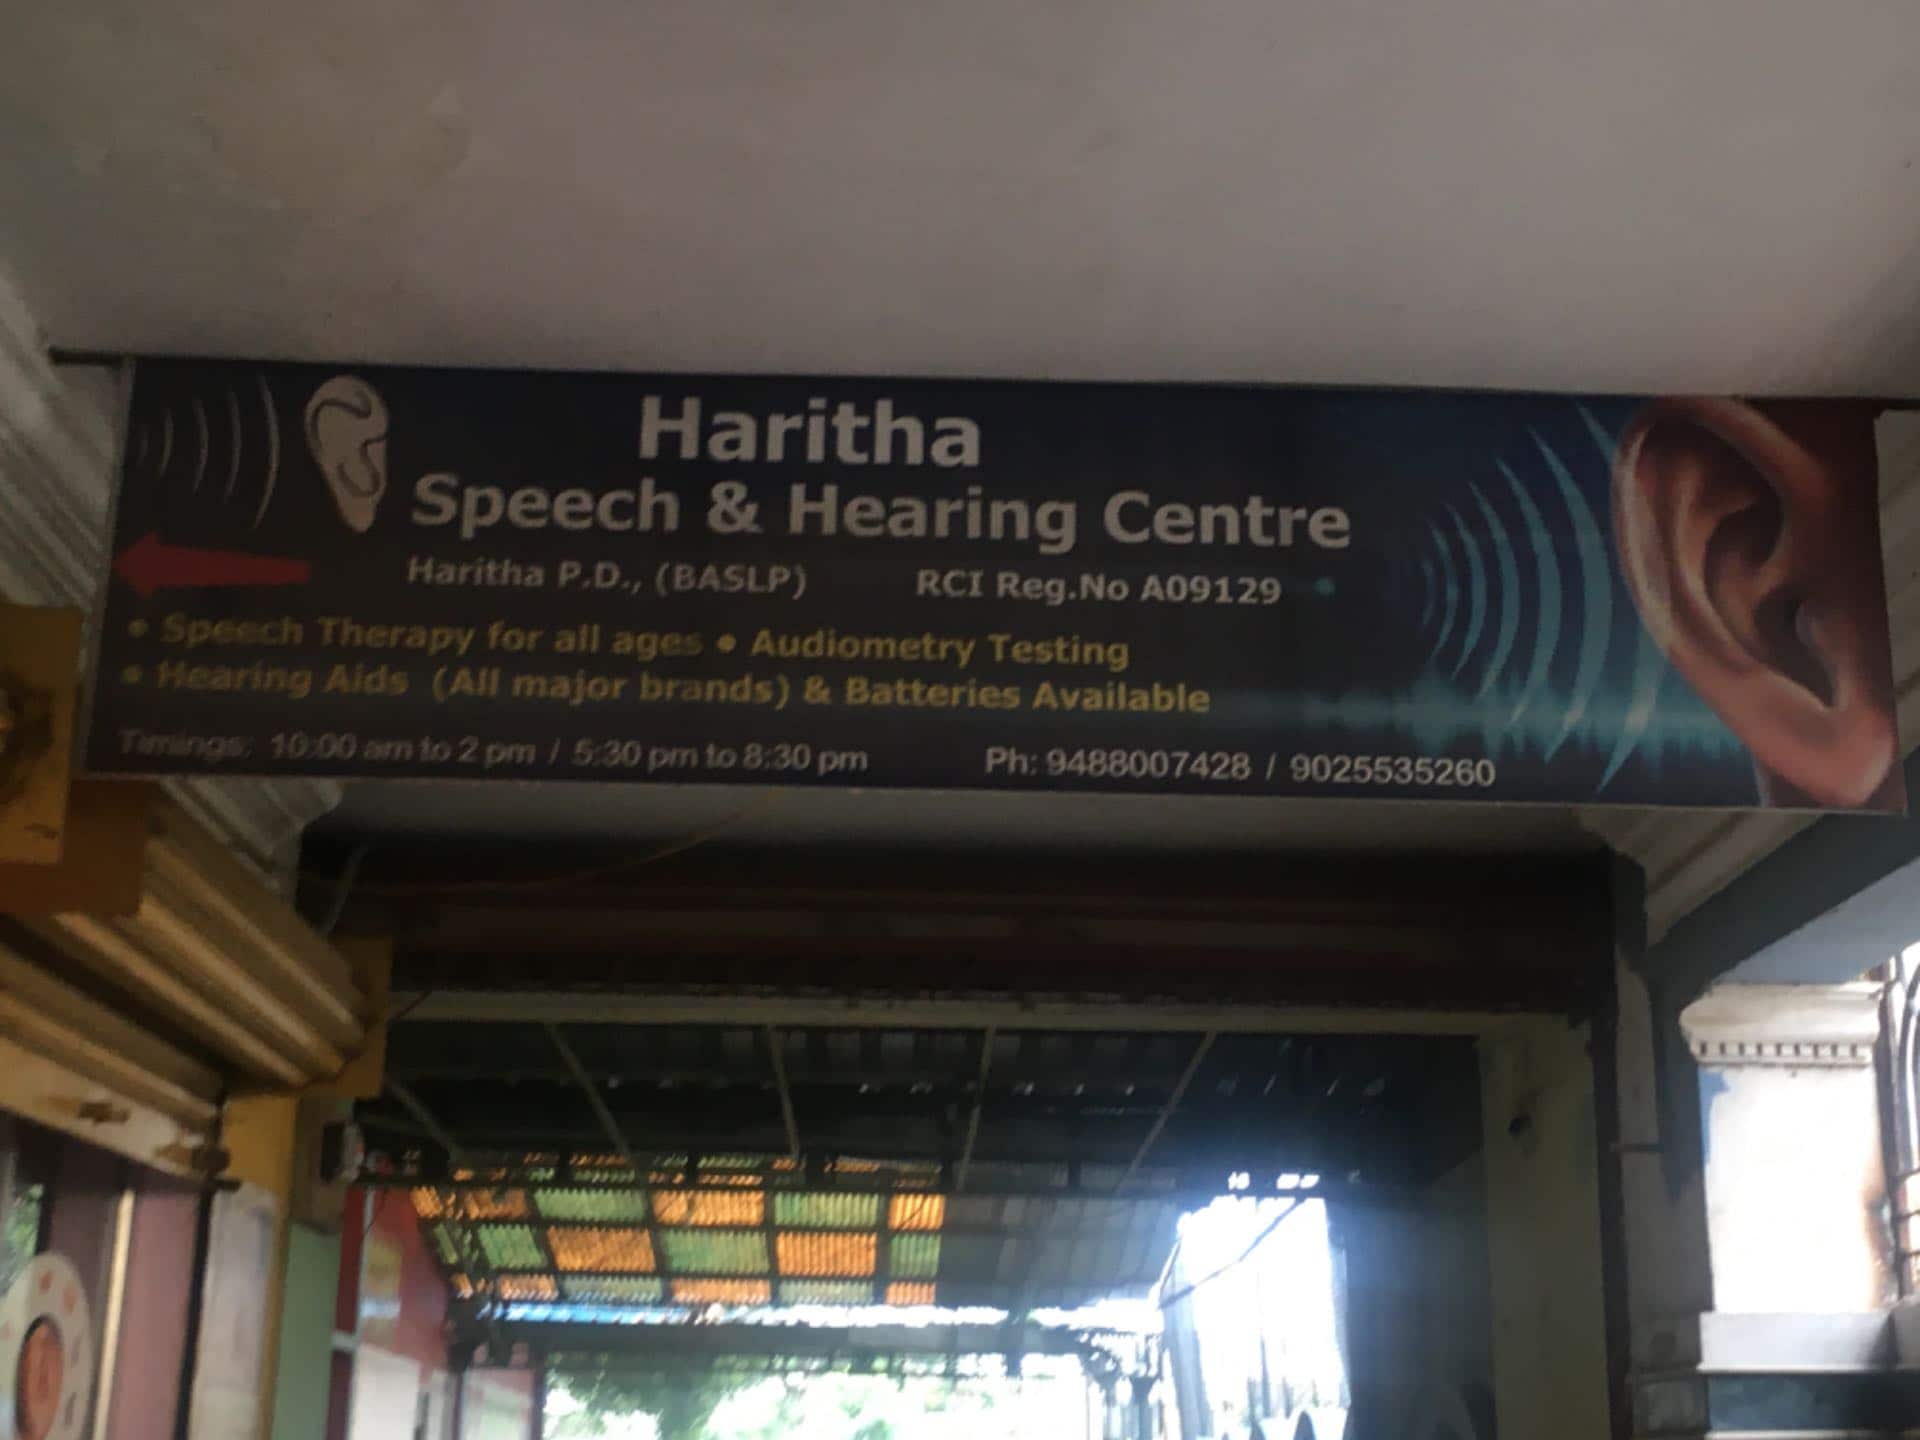 Haritha
Speech & Hearing Centre
Haritha P.D., (BASLP) RCI Reg.No A09129
• Speech Therapy for all ages • Audiometry Testing
• Hearing Aids (All major brands) & Batteries Available
Timings: 10:00 am to 2 pm / 5:30 pm to 8:30 pm Ph: 9488007428 / 9025535260